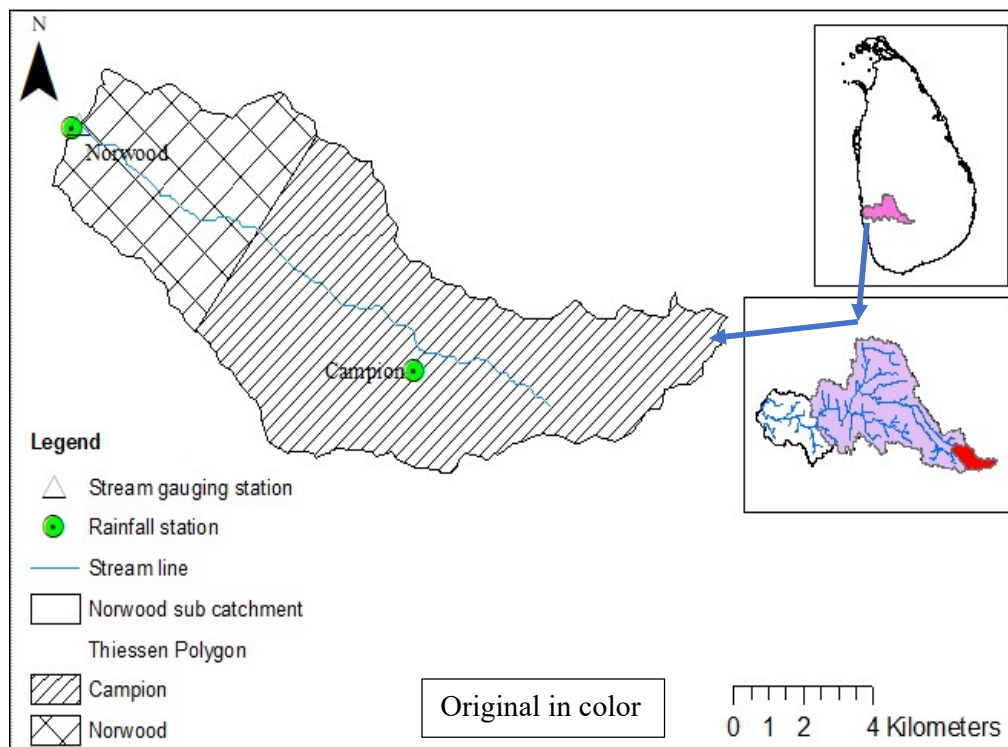 N
Norwood
Campion
Legend
Stream gauging station
Rainfall station
Stream line
Norwood sub catchment
Thiessen Polygon
Campion
Norwood
Original in color
0 1 2 4 Kilometers